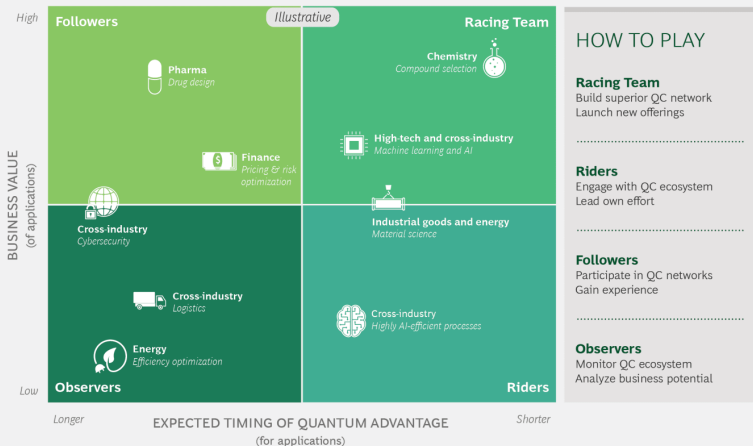 High
Followers
Illustrative
Racing Team
Pharma
Drug design
Chemistry
Compound selection
High-tech and cross-industry
Machine learning and AI
Finance
Pricing & risk
optimization
BUSINESS VALUE
(of applications)
Cross-industry
Cybersecurity
Industrial goods and energy
Material science
Cross-industry
Logistics
Cross-industry
Highly AI-efficient processes
Energy
Efficiency optimization
Low
Observers
Riders
Longer
EXPECTED TIMING OF QUANTUM ADVANTAGE
(for applications)
Shorter
HOW TO PLAY
Racing Team
Build superior QC network
Launch new offerings
Riders
Engage with QC ecosystem
Lead own effort
Followers
Participate in QC networks
Gain experience
Observers
Monitor QC ecosystem
Analyze business potential